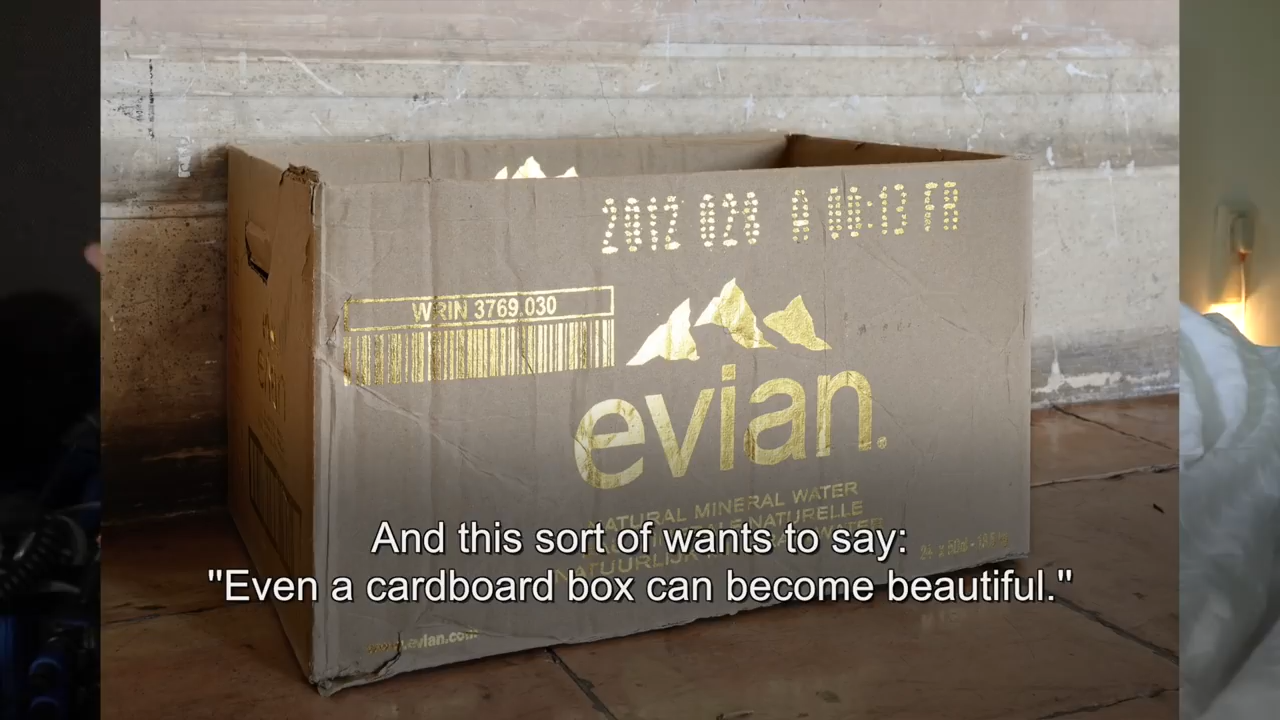 2012 028 A 00:13 FR
WRIN 3769.030
evian.
NATURAL MINERAL WATER
NATURELLE
And this sort of wants to say:
"Even a cardboard box can become beautiful."
www.evian.com